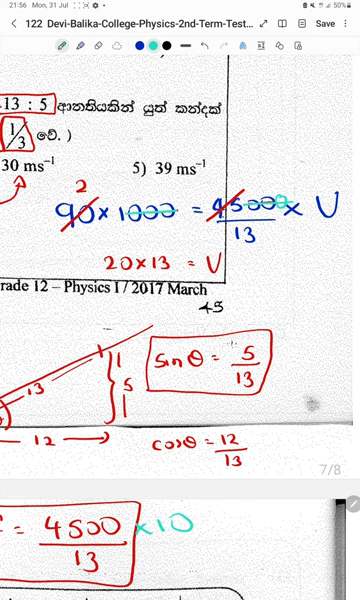 21:56 Mon, 31 Jul 50%
122 Devi-Balika-College-Physics-2nd-Term-Test... Save
13 : 5 ආනතියකින් යුත් කන්දක්
1/3 වේ. )
30 ms⁻¹ 5) 39 ms⁻¹
2
90 × 1000 = 45000 × V
13
20 × 13 = V
rade 12 – Physics I / 2017 March
45
13 5 sin θ = 5/13
12 cos θ = 12/13
7/8
= 4500/13 × 10